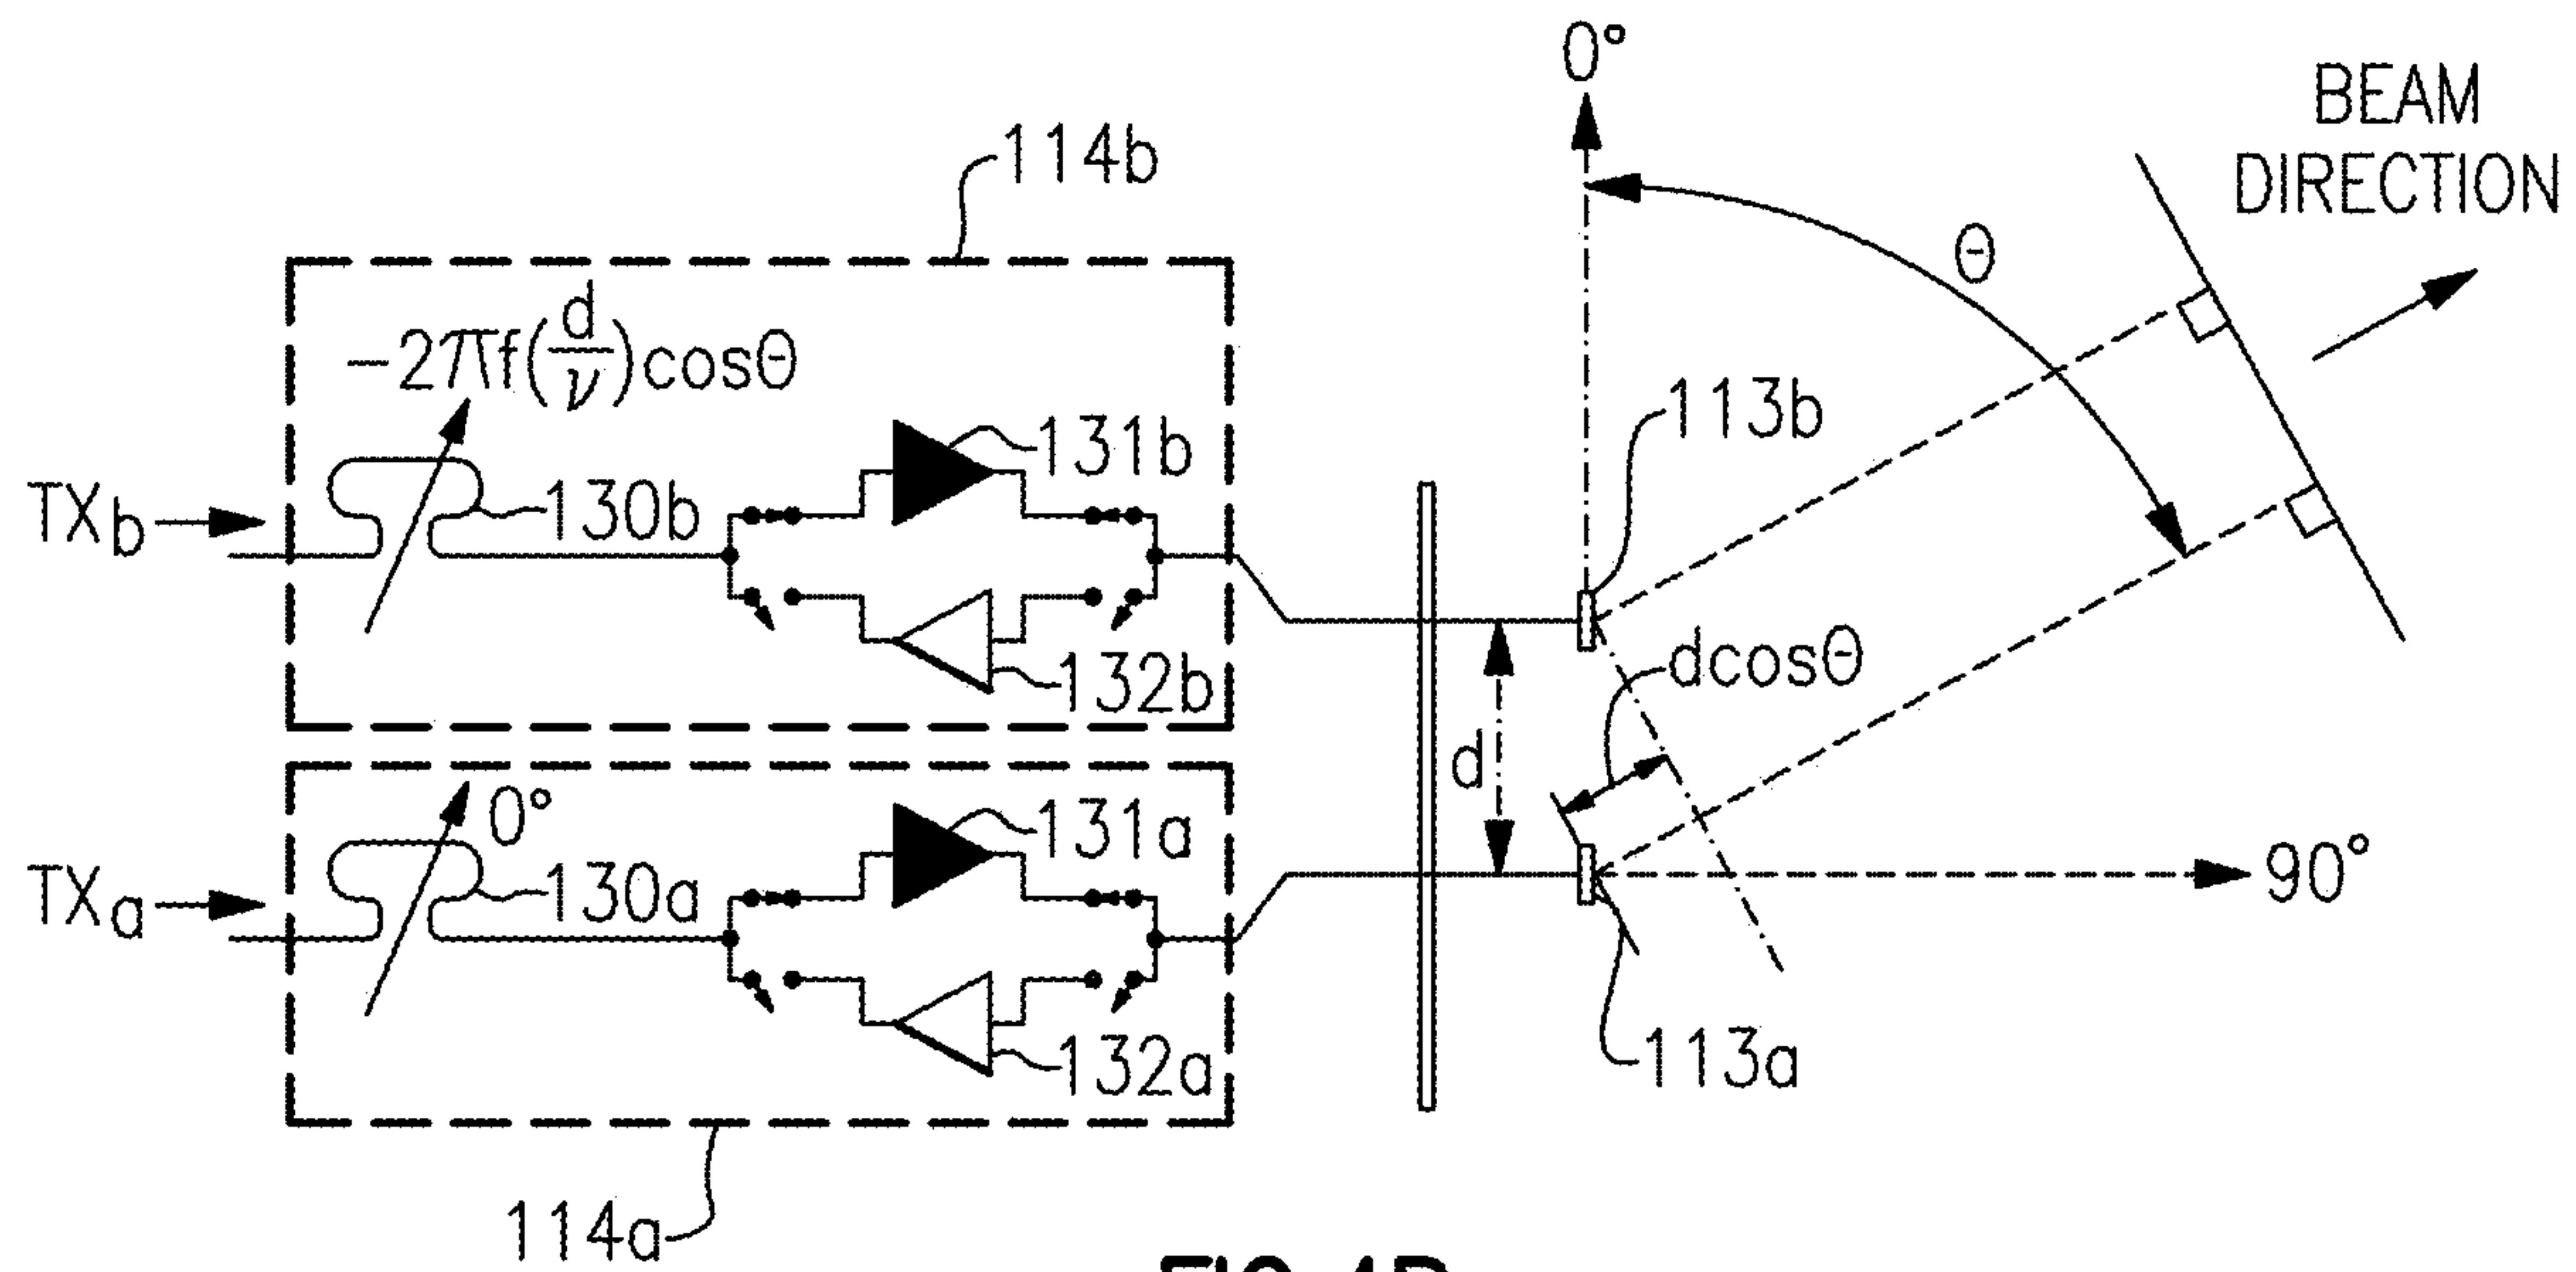 0°
BEAM
DIRECTION
114b
θ
-2πf(d/ν)cosθ
113b
131b
TXb
130b
dcosθ
132b
d
0°
131a
TXa
130a
90°
132a
113a
114a